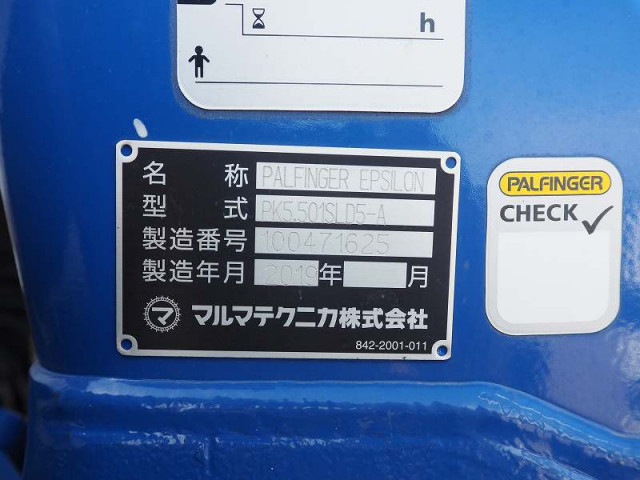 h
名称 PALFINGER EPSILON
型式 PK5.501SLD5-A
製造番号 100471625
製造年月 2019年 月
マ マルマテクニカ株式会社
842-2001-011
PALFINGER
CHECK